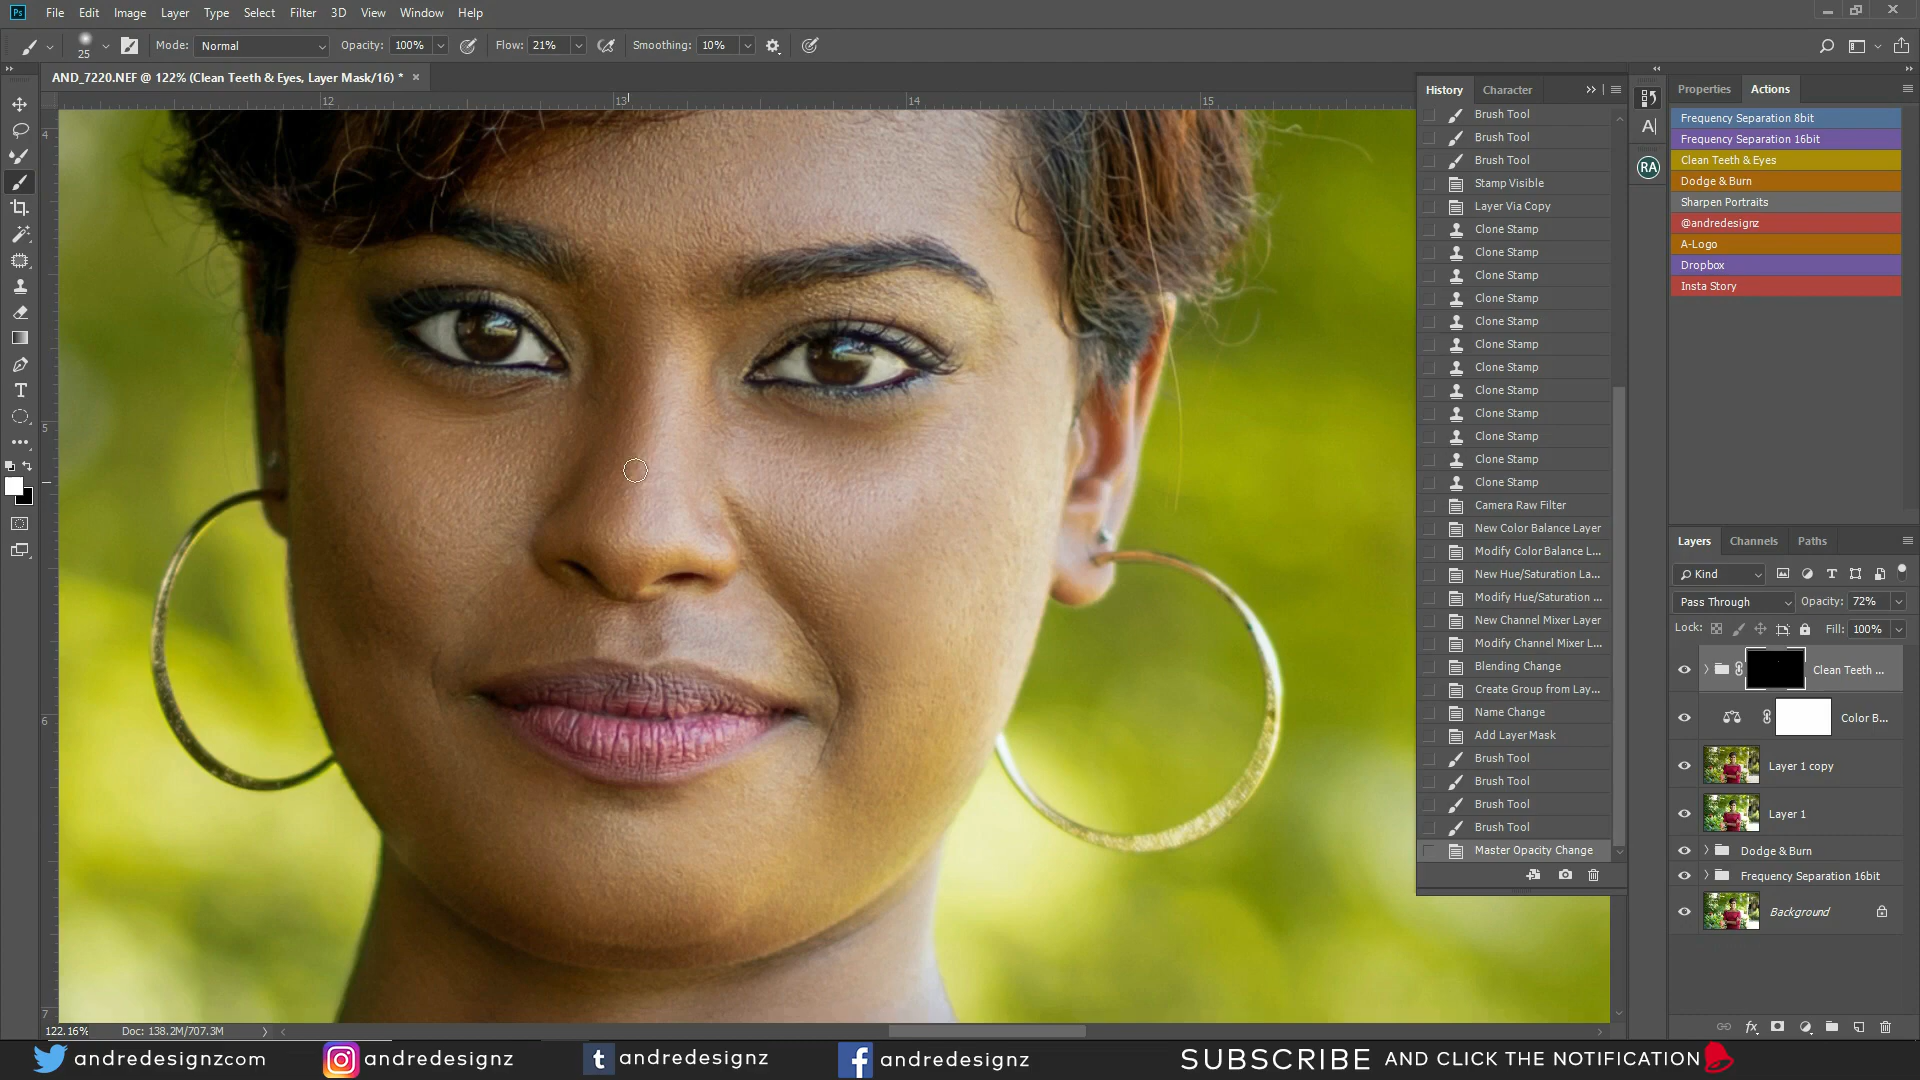 Ps File Edit Image Layer Type Select Filter 3D View Window Help
25 Mode: Normal Opacity: 100% Flow: 21% Smoothing: 10%
AND_7220.NEF @ 122% (Clean Teeth & Eyes, Layer Mask/16) * ×
12 13 14 15
4
5
6
7
History Character
Brush Tool
Brush Tool
Brush Tool
Stamp Visible
Layer Via Copy
Clone Stamp
Clone Stamp
Clone Stamp
Clone Stamp
Clone Stamp
Clone Stamp
Clone Stamp
Clone Stamp
Clone Stamp
Clone Stamp
Clone Stamp
Clone Stamp
Camera Raw Filter
New Color Balance Layer
Modify Color Balance L...
New Hue/Saturation La...
Modify Hue/Saturation ...
New Channel Mixer Layer
Modify Channel Mixer L...
Blending Change
Create Group from Lay...
Name Change
Add Layer Mask
Brush Tool
Brush Tool
Brush Tool
Brush Tool
Master Opacity Change
A
RA
Properties Actions
Frequency Separation 8bit
Frequency Separation 16bit
Clean Teeth & Eyes
Dodge & Burn
Sharpen Portraits
@andredesignz
A-Logo
Dropbox
Insta Story
Layers Channels Paths
Kind
Pass Through Opacity: 72%
Lock: Fill: 100%
Clean Teeth ...
Color B...
Layer 1 copy
Layer 1
Dodge & Burn
Frequency Separation 16bit
Background
fx
122.16% Doc: 138.2M/707.3M
andredesignzcom andredesignz t andredesignz f andredesignz SUBSCRIBE AND CLICK THE NOTIFICATION